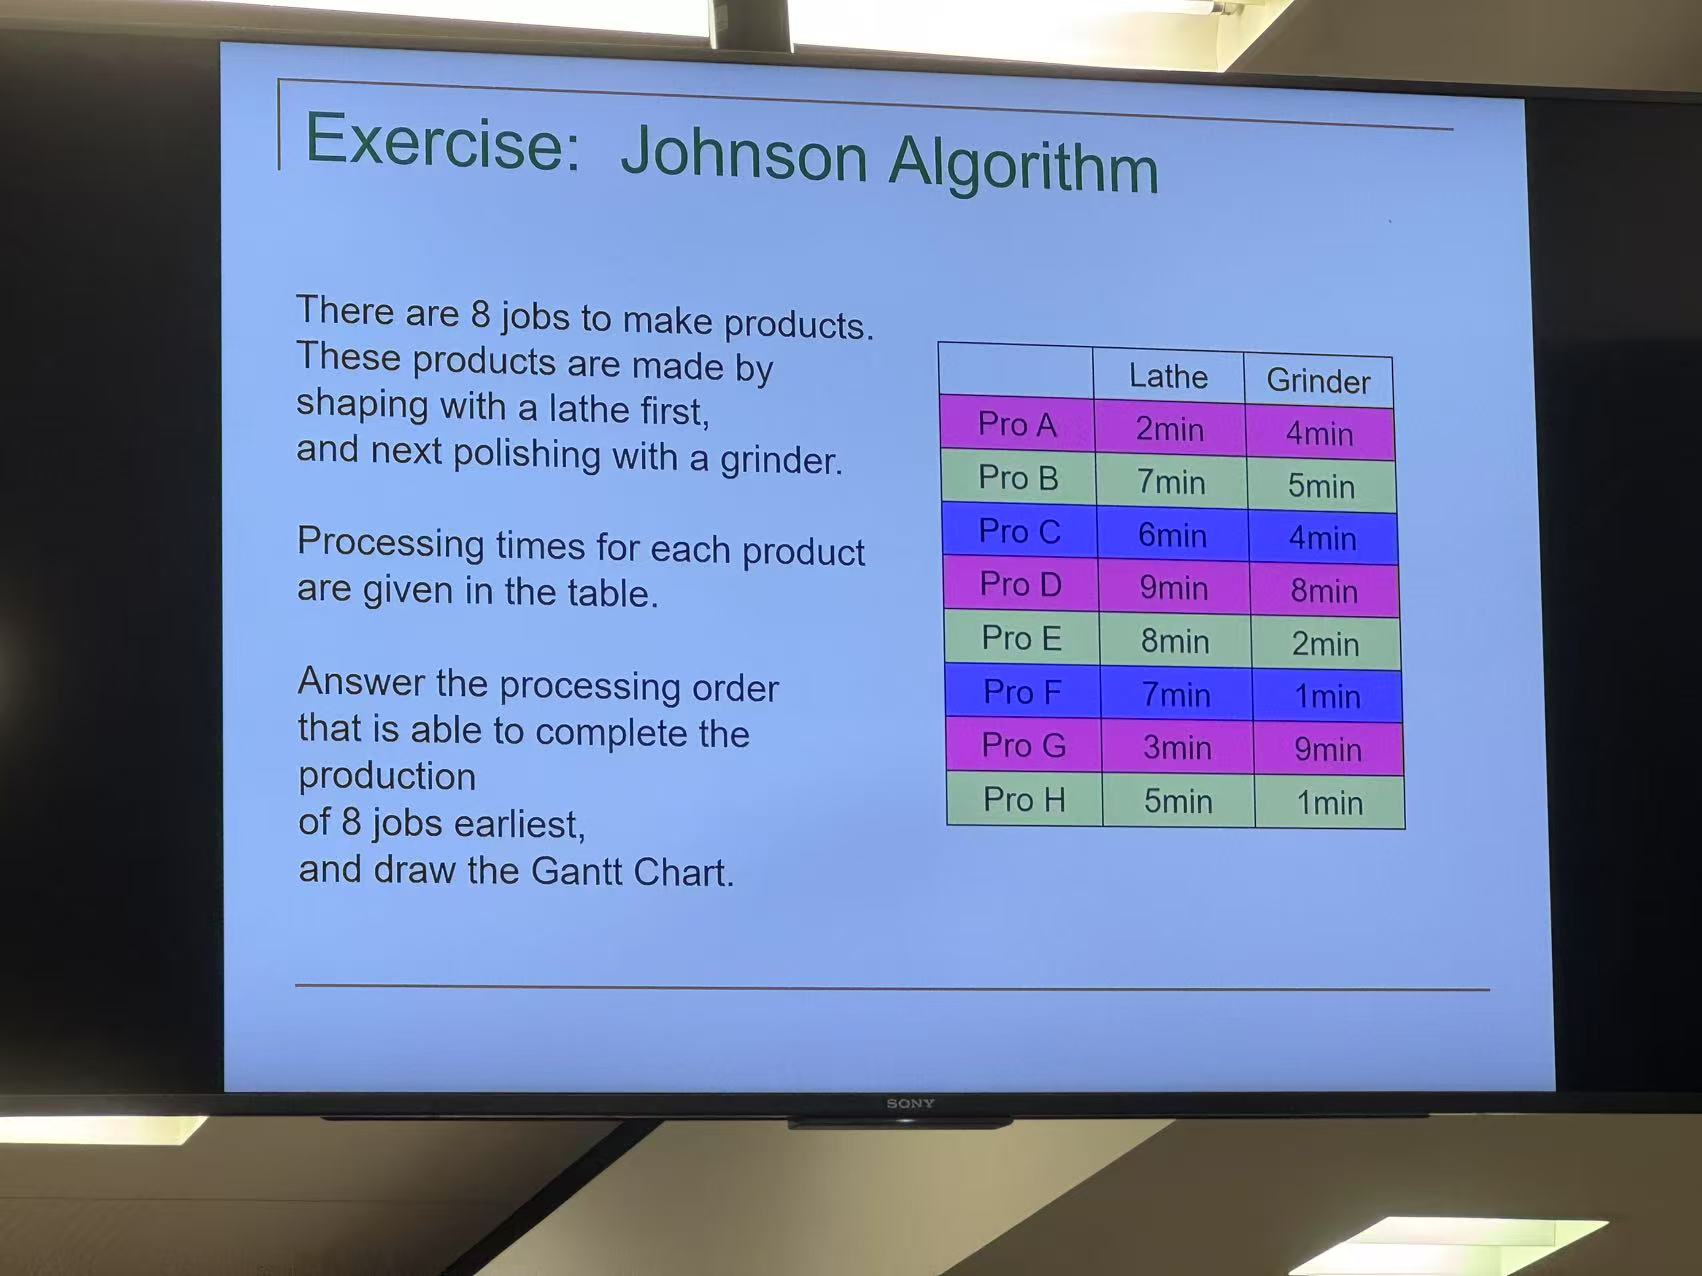 Exercise: Johnson Algorithm
There are 8 jobs to make products.
These products are made by
shaping with a lathe first,
and next polishing with a grinder.
Processing times for each product
are given in the table.
Answer the processing order
that is able to complete the
production
of 8 jobs earliest,
and draw the Gantt Chart.
Lathe Grinder
Pro A 2min 4min
Pro B 7min 5min
Pro C 6min 4min
Pro D 9min 8min
Pro E 8min 2min
Pro F 7min 1min
Pro G 3min 9min
Pro H 5min 1min
SONY